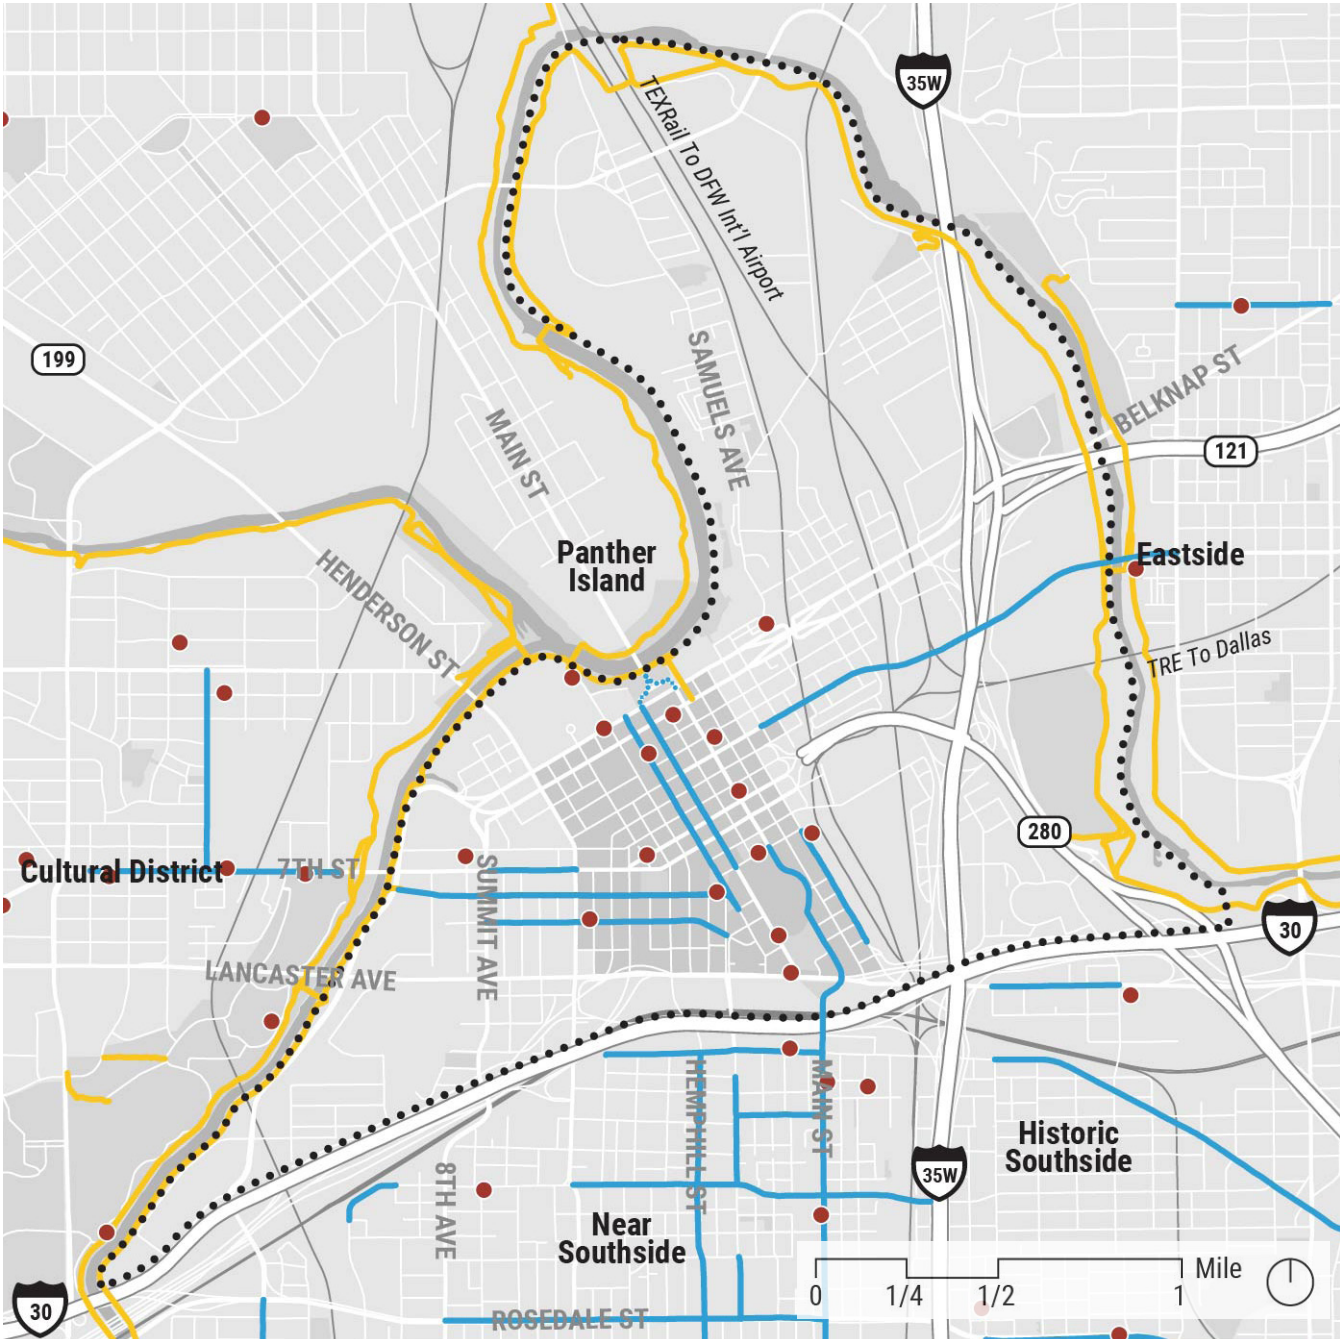 35W
TEXRail To DFW Int'l Airport
199
SAMUELS AVE
BELKNAP ST
MAIN ST
121
Panther
Island
Eastside
HENDERSON ST
TRE To Dallas
280
Cultural District
7TH ST
SUMMIT AVE
30
LANCASTER AVE
HEMPHILL ST
MAIN ST
Historic
Southside
35W
8TH AVE
Near
Southside
Mile
0 1/4 1/2 1
30
ROSEDALE ST